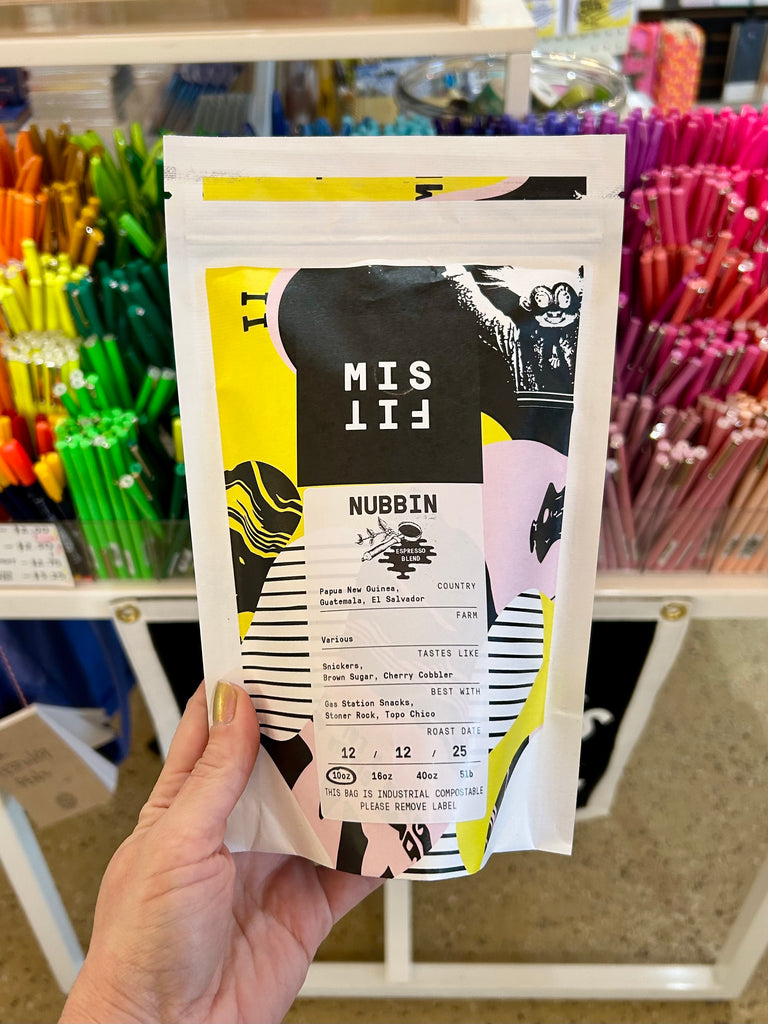 MIS
FIT
NUBBIN
ESPRESSO
BLEND
COUNTRY
Papua New Guinea,
Guatemala, El Salvador
FARM
Various
TASTES LIKE
Snickers,
Brown Sugar, Cherry Cobbler
BEST WITH
Gas Station Snacks,
Stoner Rock, Topo Chico
ROAST DATE
12 / 12 / 25
10oz 16oz 40oz 5lb
THIS BAG IS INDUSTRIAL COMPOSTABLE
PLEASE REMOVE LABEL